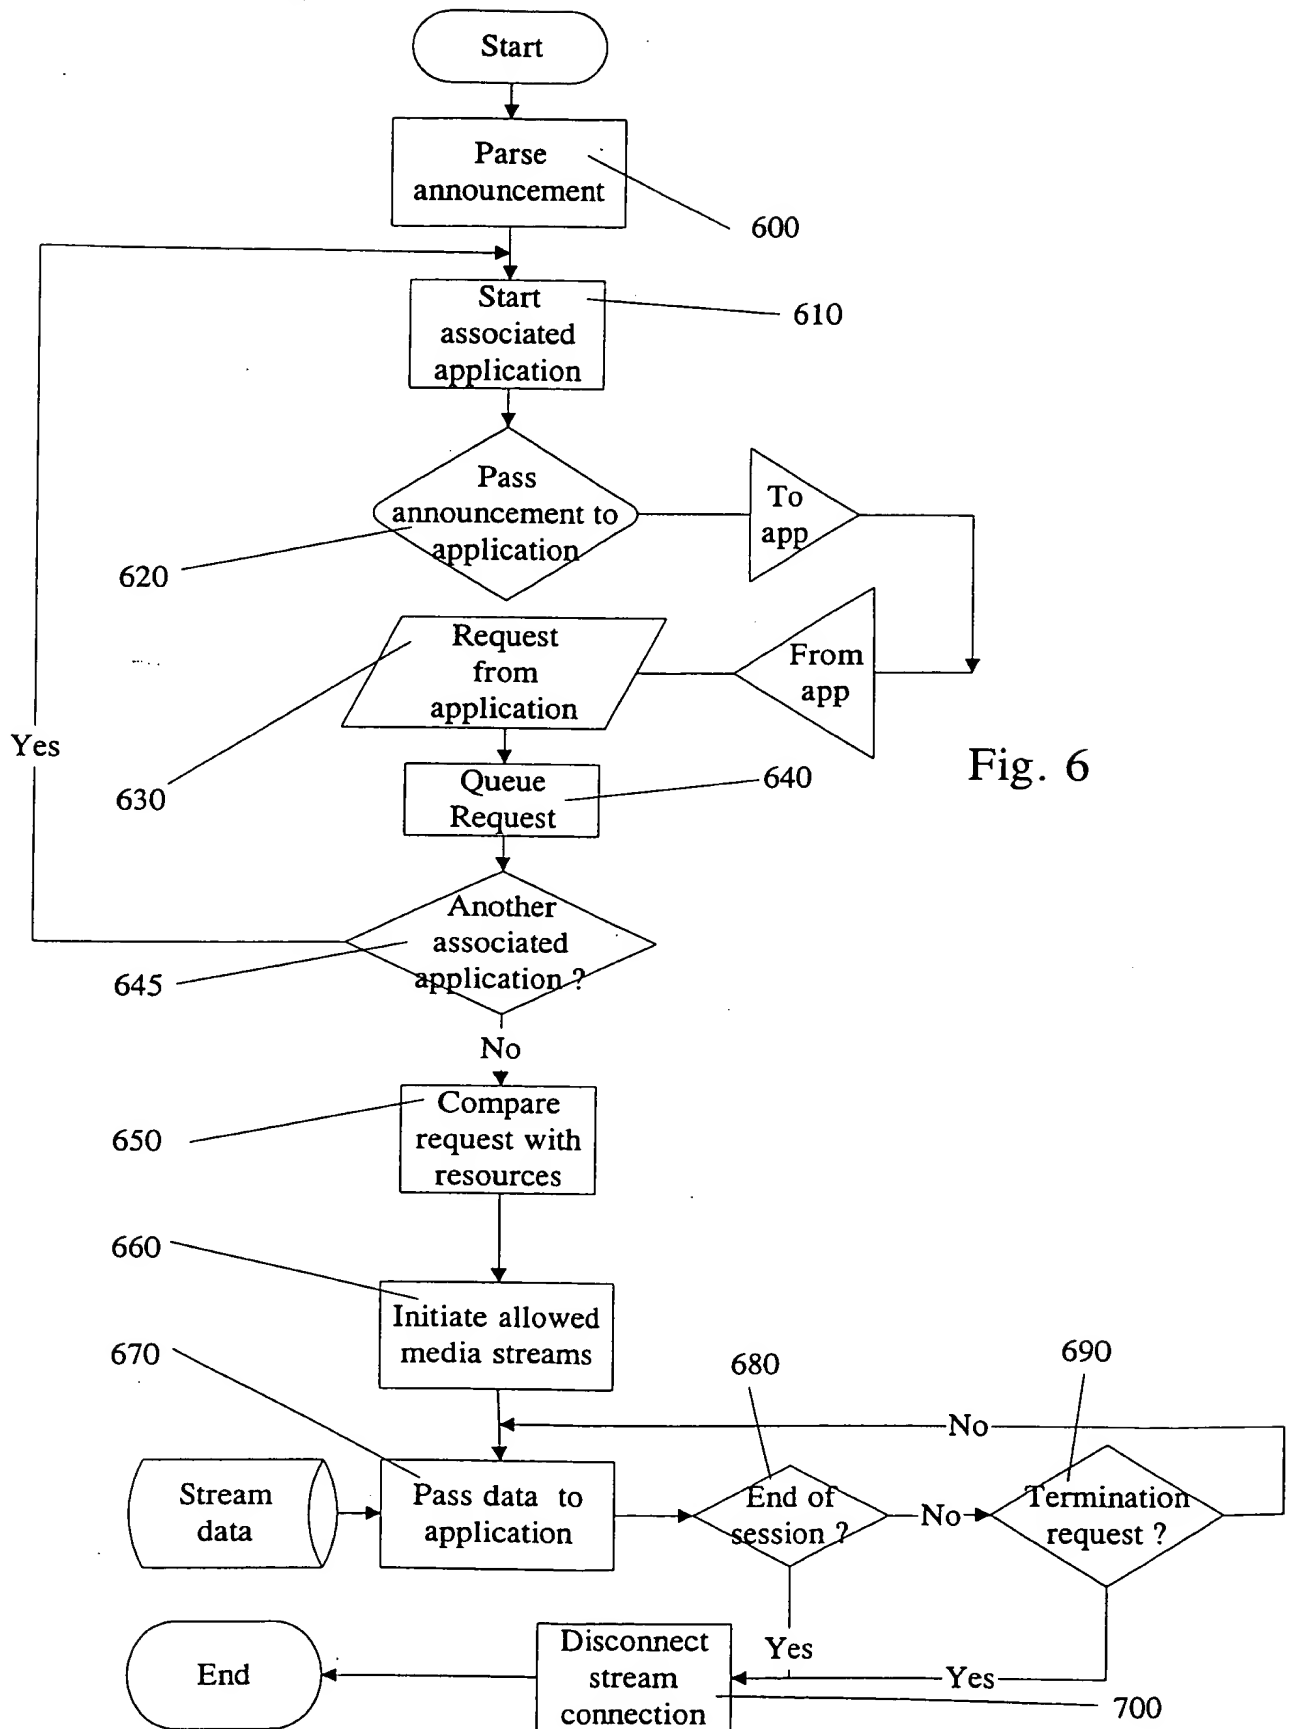 Start
Parse
announcement
600
Start
associated
application
610
Pass
announcement to
application
To
app
620
Request
from
application
From
app
Yes
Fig. 6
630
Queue
Request
640
Another
associated
application ?
645
No
Compare
request with
resources
650
660
Initiate allowed
media streams
670
680
690
No
Stream
data
Pass data to
application
End of
session ?
No
Termination
request ?
End
Disconnect
stream
connection
Yes
Yes
700